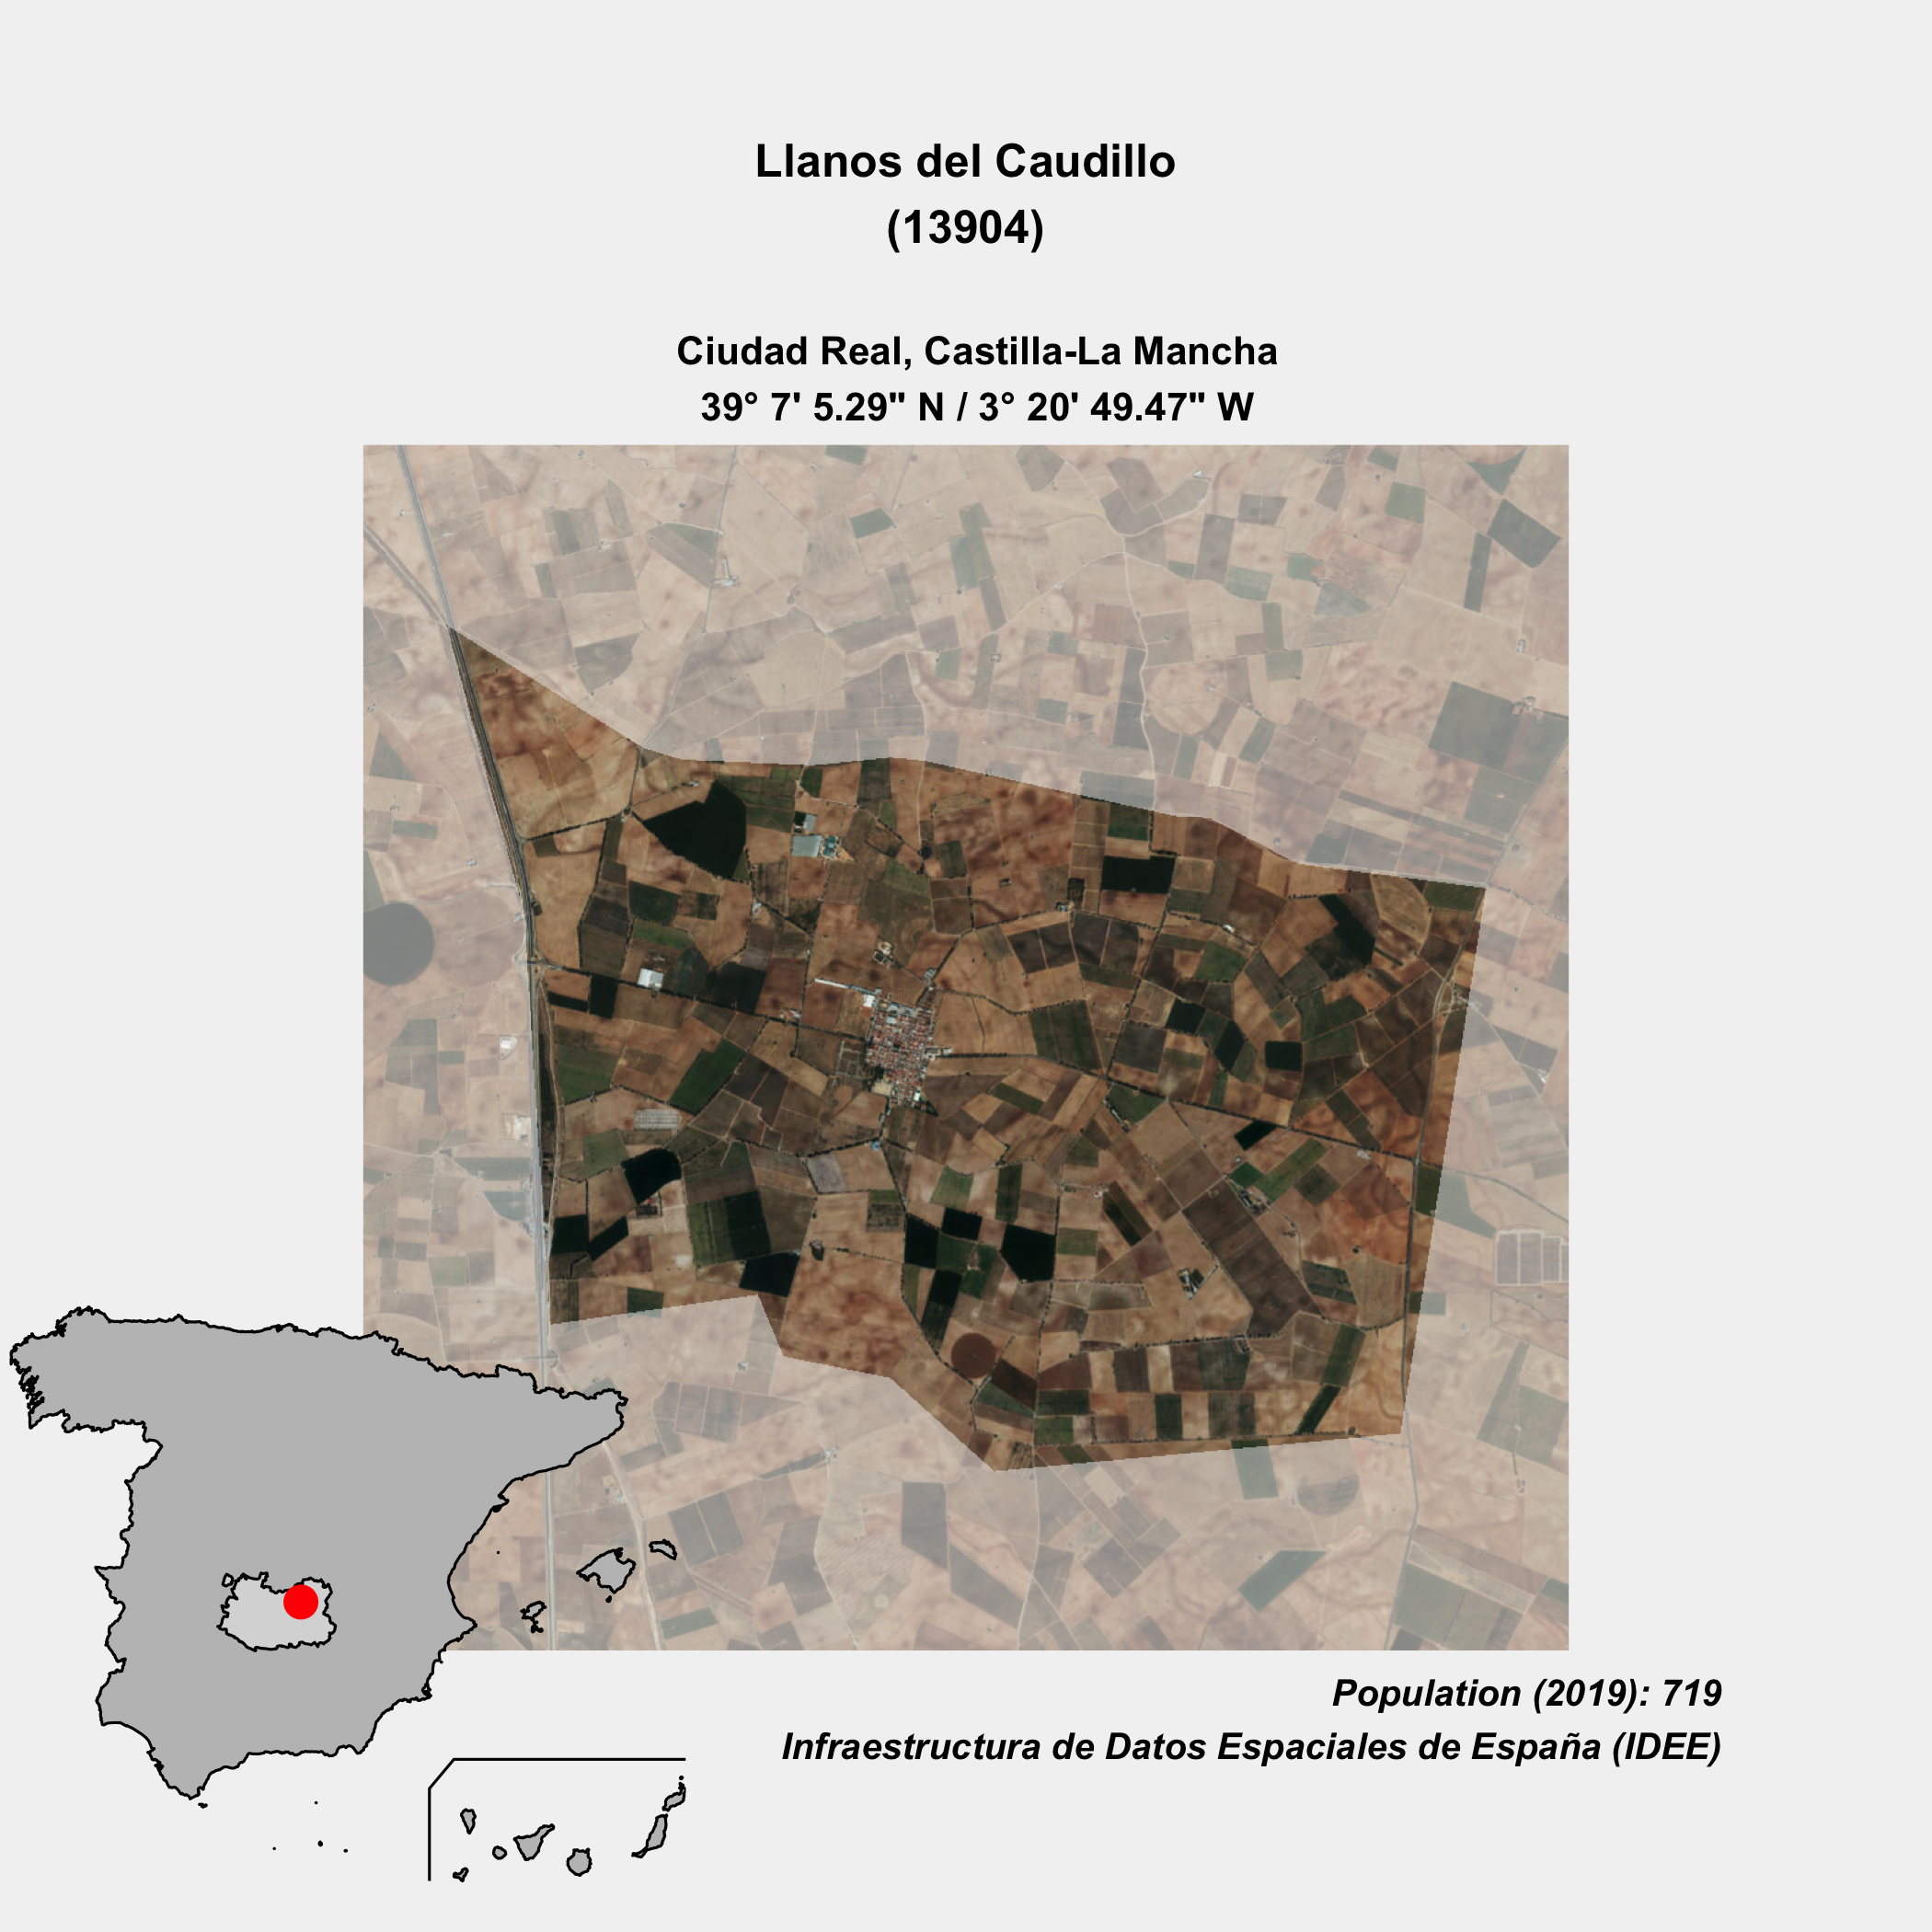 Llanos del Caudillo
(13904)
Ciudad Real, Castilla-La Mancha
39° 7' 5.29" N / 3° 20' 49.47" W
Population (2019): 719
Infraestructura de Datos Espaciales de España (IDEE)